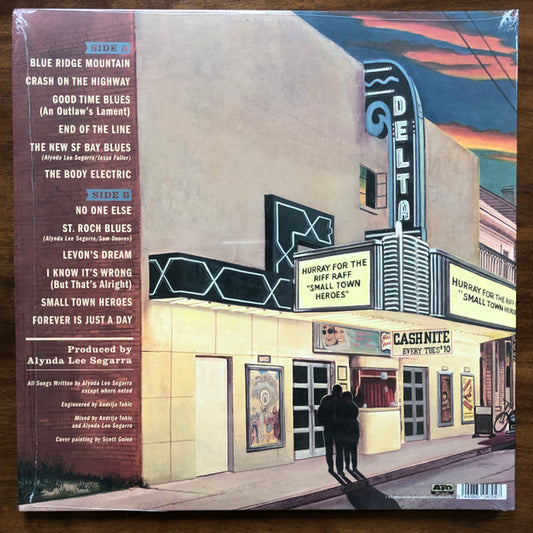 SIDE A
BLUE RIDGE MOUNTAIN
CRASH ON THE HIGHWAY
GOOD TIME BLUES
(An Outlaw's Lament)
END OF THE LINE
THE NEW SF BAY BLUES
(Alynda Lee Segarra/Jesse Fuller)
THE BODY ELECTRIC
SIDE B
NO ONE ELSE
ST. ROCH BLUES
(Alynda Lee Segarra/Sam Doores)
LEVON'S DREAM
I KNOW IT'S WRONG
(But That's Alright)
SMALL TOWN HEROES
FOREVER IS JUST A DAY
Produced by
Alynda Lee Segarra
All Songs Written by Alynda Lee Segarra
except where noted
Engineered by Andrija Tokic
Mixed by Andrija Tokic
and Alynda Lee Segarra
Cover painting by Scott Guion
DELTA
HURRAY FOR THE
RIFF RAFF
"SMALL TOWN
HEROES"
HURRAY FOR THE
RIFF R
"SMALL TOWN
HEROES
CASH NITE
EVERY TUES $10
ATO